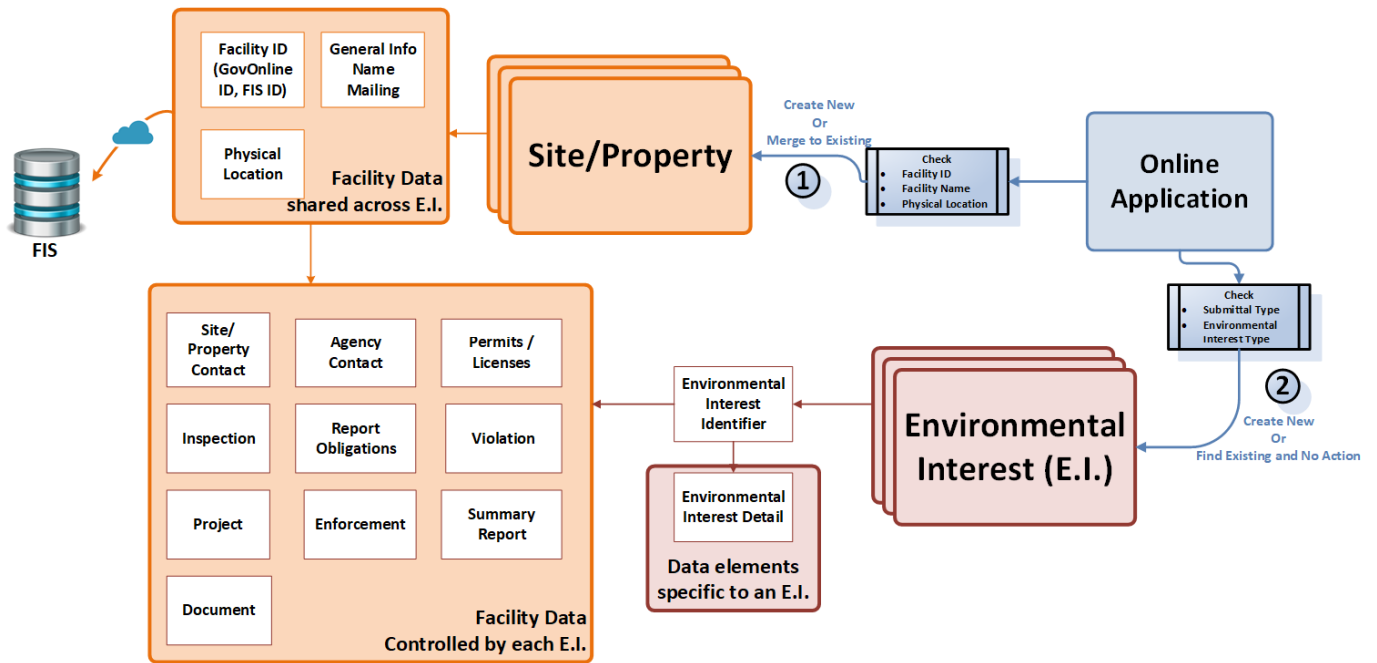 Facility ID
(GovOnline
ID, FIS ID)
General Info
Name
Mailing
Physical
Location
Facility Data
shared across E.I.
FIS
Site/Property
Create New
Or
Merge to Existing
1
Check
• Facility ID
• Facility Name
• Physical Location
Online
Application
Check
• Submittal Type
• Environmental
Interest Type
2
Create New
Or
Find Existing and No Action
Environmental
Interest (E.I.)
Environmental
Interest
Identifier
Environmental
Interest Detail
Data elements
specific to an E.I.
Site/
Property
Contact
Agency
Contact
Permits /
Licenses
Inspection
Report
Obligations
Violation
Project
Enforcement
Summary
Report
Document
Facility Data
Controlled by each E.I.